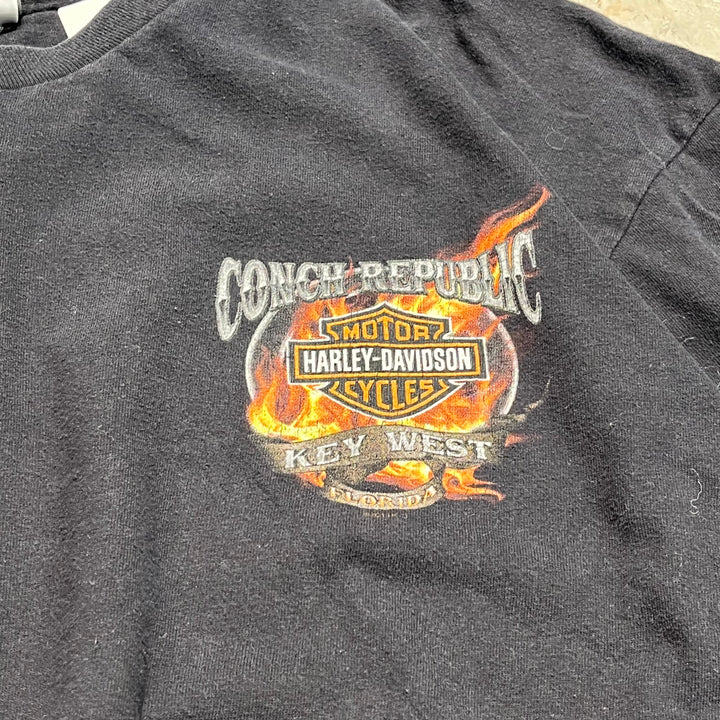 CONCH REPUBLIC
MOTOR
HARLEY-DAVIDSON
CYCLES
KEY WEST
FLORIDA